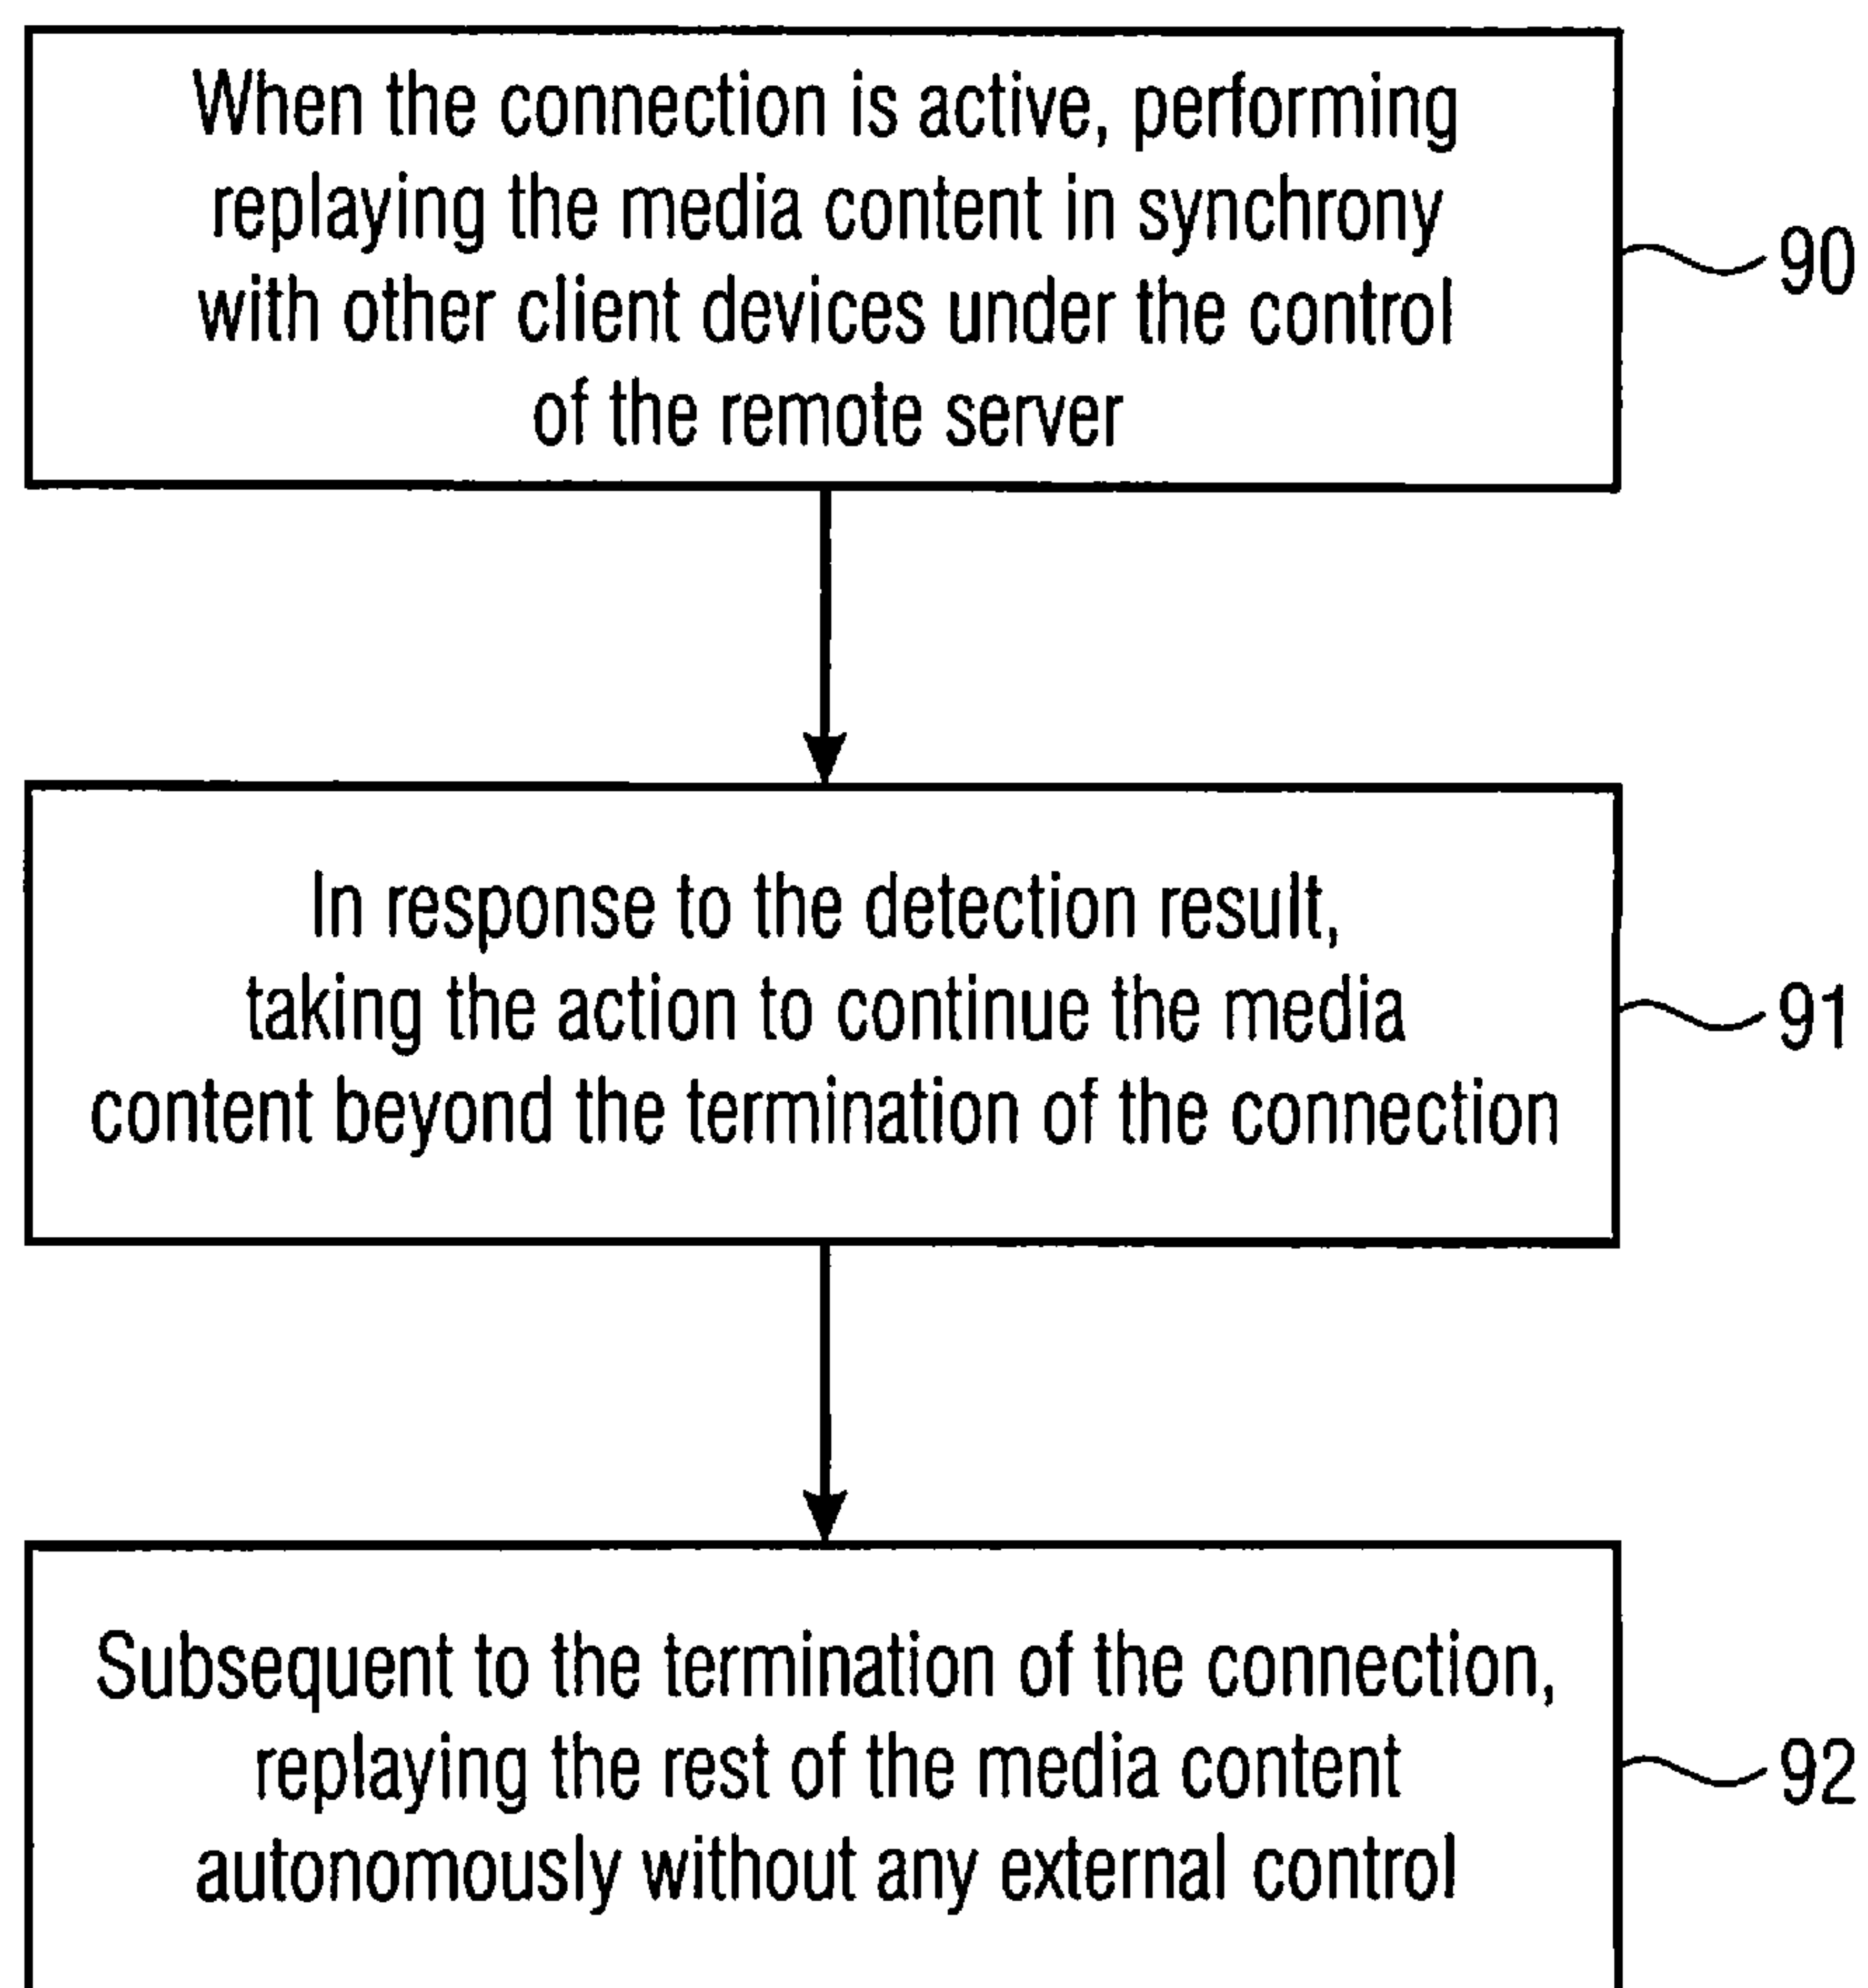 When the connection is active, performing
replaying the media content in synchrony
with other client devices under the control
of the remote server
90
In response to the detection result,
taking the action to continue the media
content beyond the termination of the connection
91
Subsequent to the termination of the connection,
replaying the rest of the media content
autonomously without any external control
92